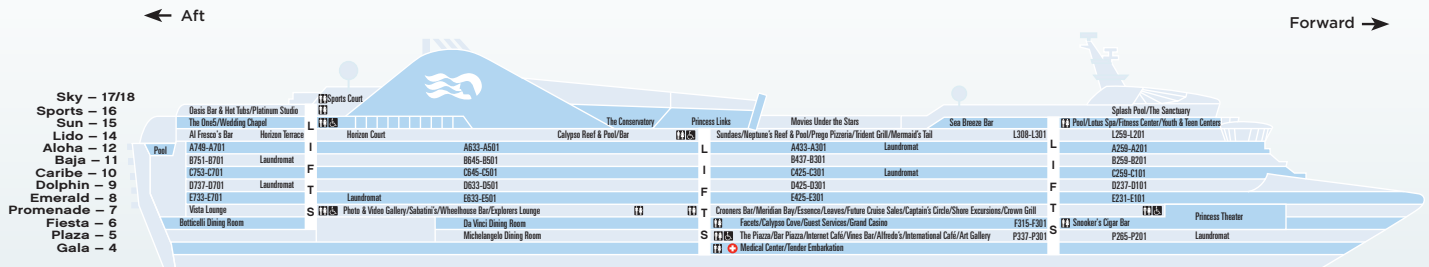 Aft
Forward
Sky – 17/18 Sports Court
Sports – 16 Oasis Bar & Hot Tubs/Platinum Studio Splash Pool/The Sanctuary
Sun – 15 The One5/Wedding Chapel The Conservatory Princess Links Movies Under the Stars Sea Breeze Bar Pool/Lotus Spa/Fitness Center/Youth & Teen Centers
Lido – 14 Al Fresco's Bar Horizon Terrace Horizon Court Calypso Reef & Pool/Bar Sundaes/Neptune's Reef & Pool/Prego Pizzeria/Trident Grill/Mermaid's Tail L308-L301 L259-L201
Aloha – 12 Pool A749-A701 A633-A501 A433-A301 Laundromat A259-A201
Baja – 11 B751-B701 Laundromat B645-B501 B437-B301 B259-B201
Caribe – 10 C753-C701 C645-C501 C425-C301 Laundromat C259-C101
Dolphin – 9 D737-D701 Laundromat D633-D501 D425-D301 D237-D101
Emerald – 8 E733-E701 Laundromat E633-E501 E425-E301 E231-E101
Promenade – 7 Vista Lounge Photo & Video Gallery/Sabatini's/Wheelhouse Bar/Explorers Lounge Crooners Bar/Meridian Bay/Essence/Leaves/Future Cruise Sales/Captain's Circle/Shore Excursions/Crown Grill Princess Theater
Fiesta – 6 Botticelli Dining Room Da Vinci Dining Room Facets/Calypso Cove/Guest Services/Grand Casino F315-F301 Snooker's Cigar Bar
Plaza – 5 Michelangelo Dining Room The Piazza/Bar Piazza/Internet Café/Vines Bar/Alfredo's/International Café/Art Gallery P337-P301 P265-P201 Laundromat
Gala – 4 Medical Center/Tender Embarkation
LIFTS
LIFTS
LIFTS